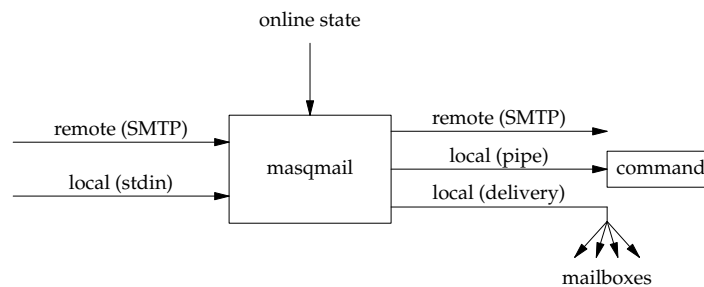 online state
remote (SMTP)
local (stdin)
masqmail
remote (SMTP)
local (pipe)
command
local (delivery)
mailboxes